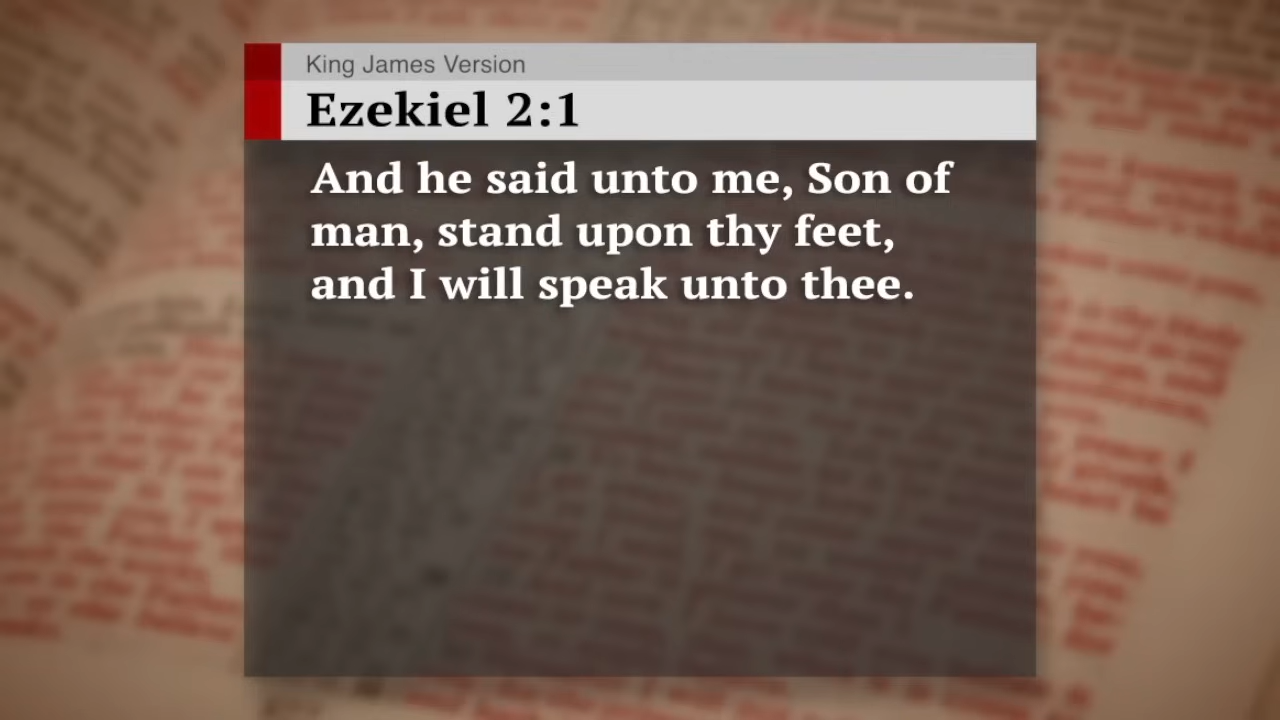 King James Version
Ezekiel 2:1
And he said unto me, Son of
man, stand upon thy feet,
and I will speak unto thee.